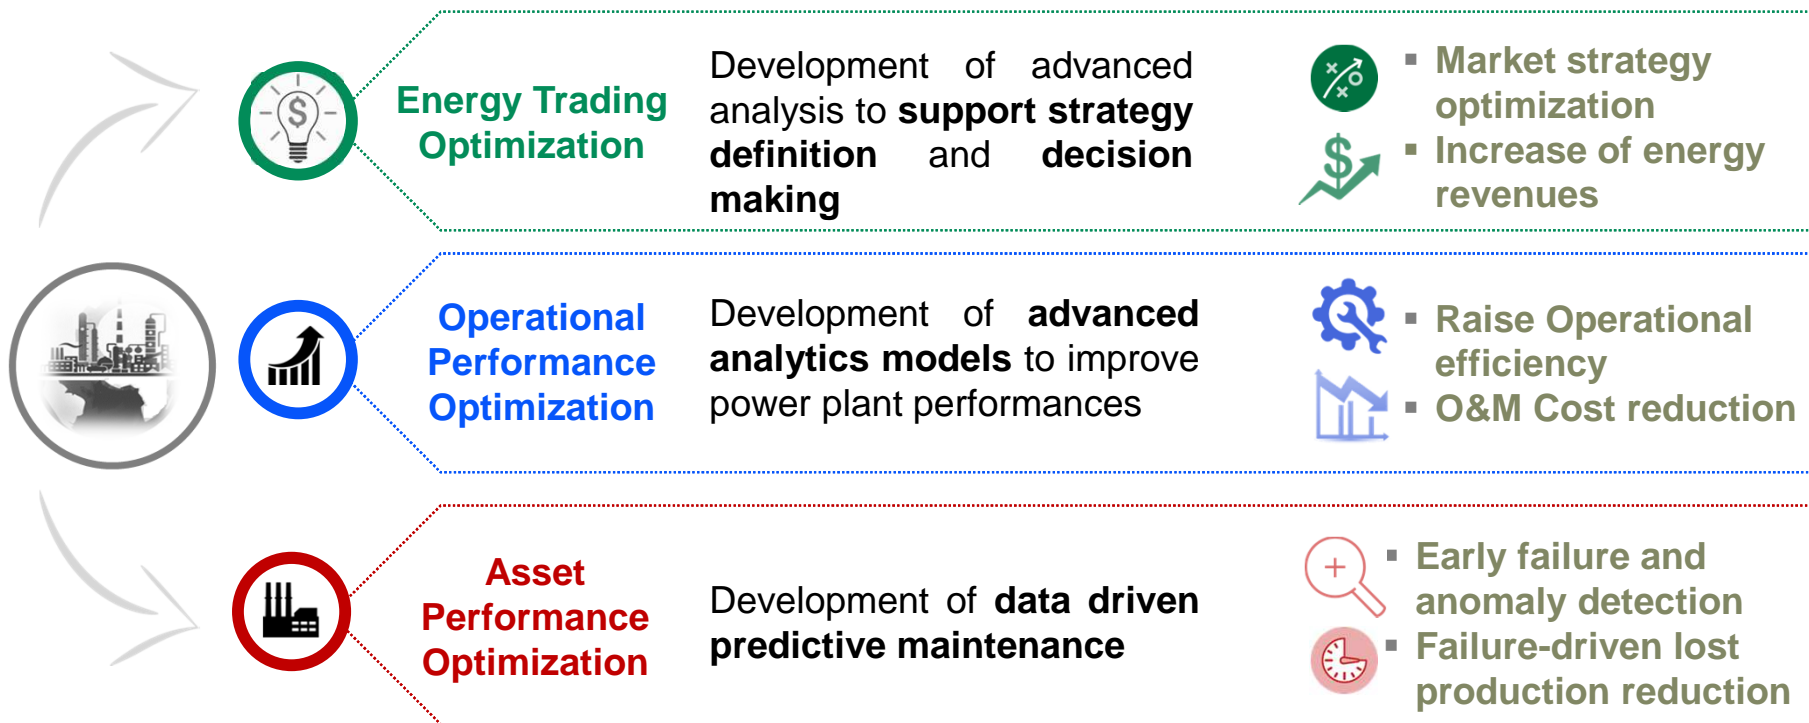 Energy Trading
Optimization
Development of advanced
analysis to support strategy
definition and decision
making
▪ Market strategy
optimization
▪ Increase of energy
revenues
Operational
Performance
Optimization
Development of advanced
analytics models to improve
power plant performances
▪ Raise Operational
efficiency
▪ O&M Cost reduction
Asset
Performance
Optimization
Development of data driven
predictive maintenance
▪ Early failure and
anomaly detection
▪ Failure-driven lost
production reduction